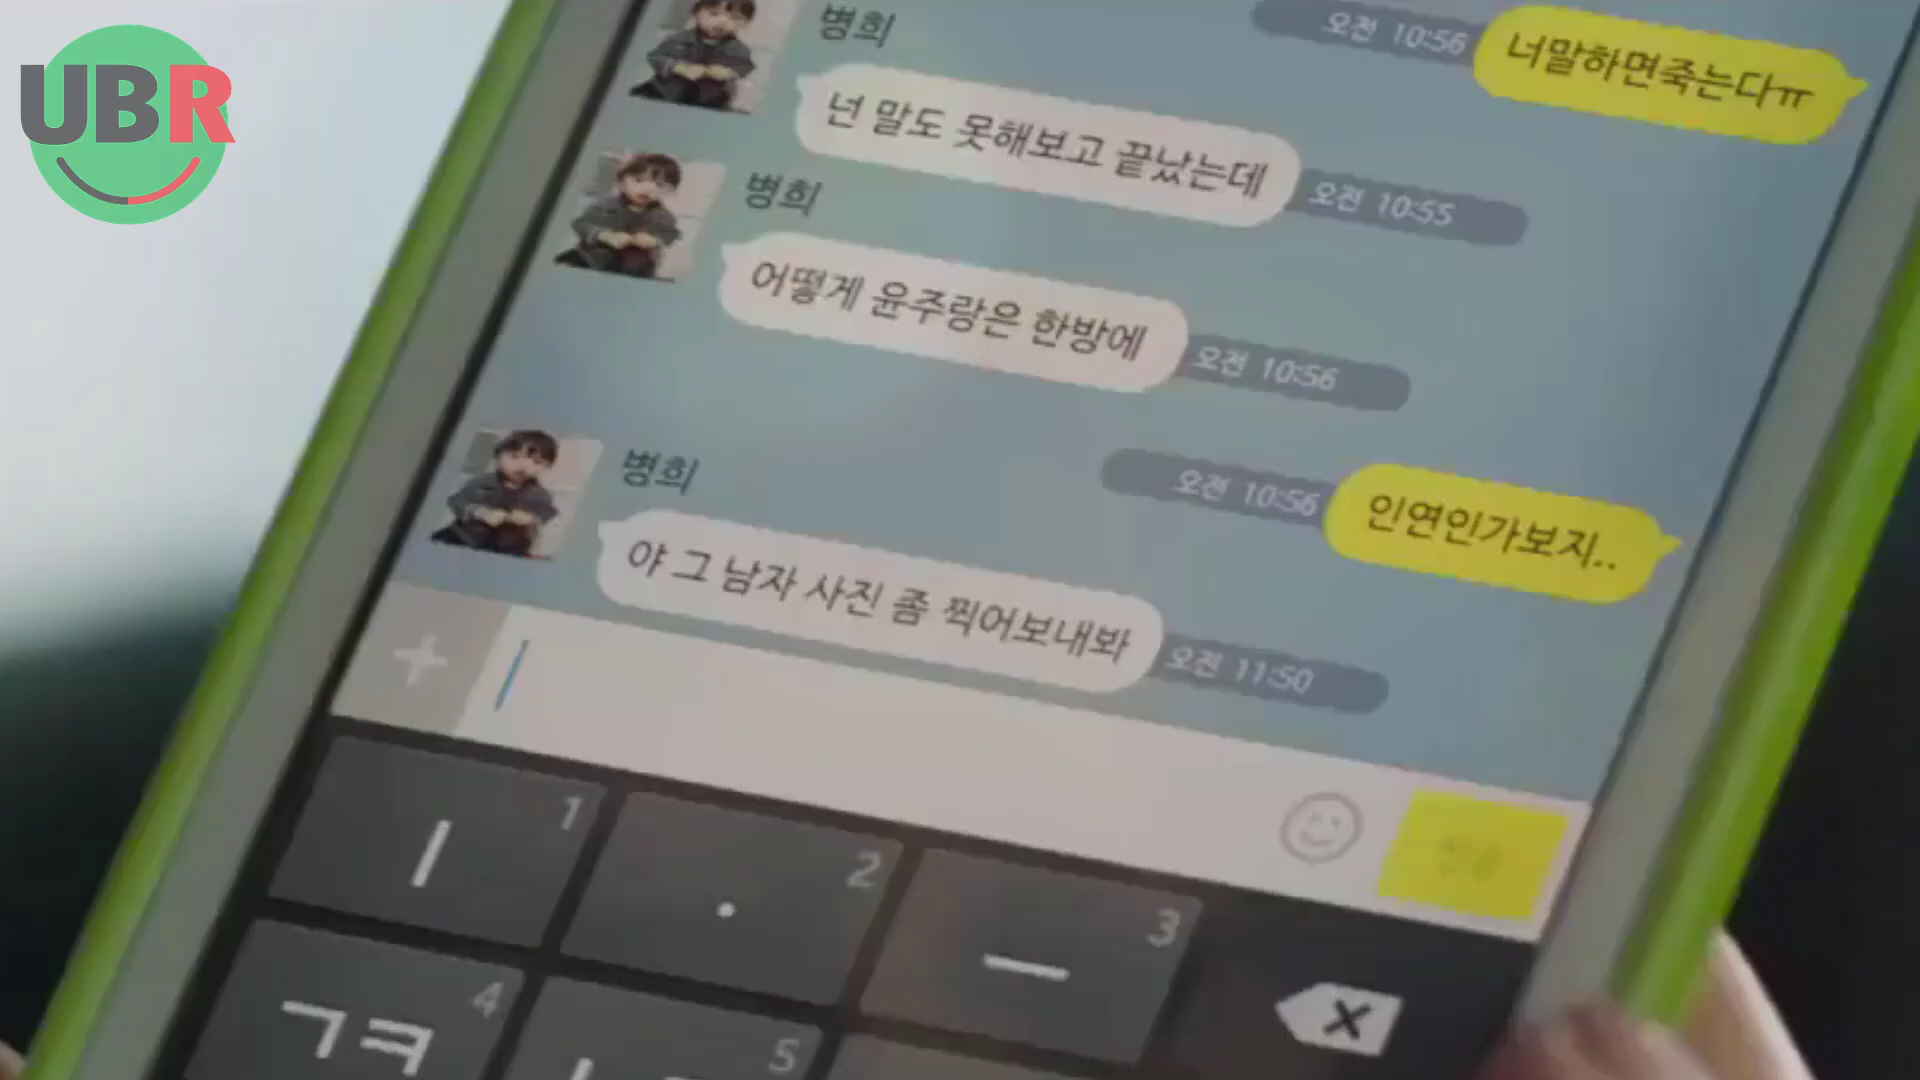 UBR
병희
오전 10:56
너말하면죽는다ㅠ
넌 말도 못해보고 끝났는데
오전 10:55
병희
어떻게 윤주랑은 한방에
오전 10:56
오전 10:56
인연인가보지..
병희
야 그 남자 사진 좀 찍어보내봐
오전 11:50
전송
1
ㅣ
2
.
3
ㅡ
4
ㄱㅋ
5